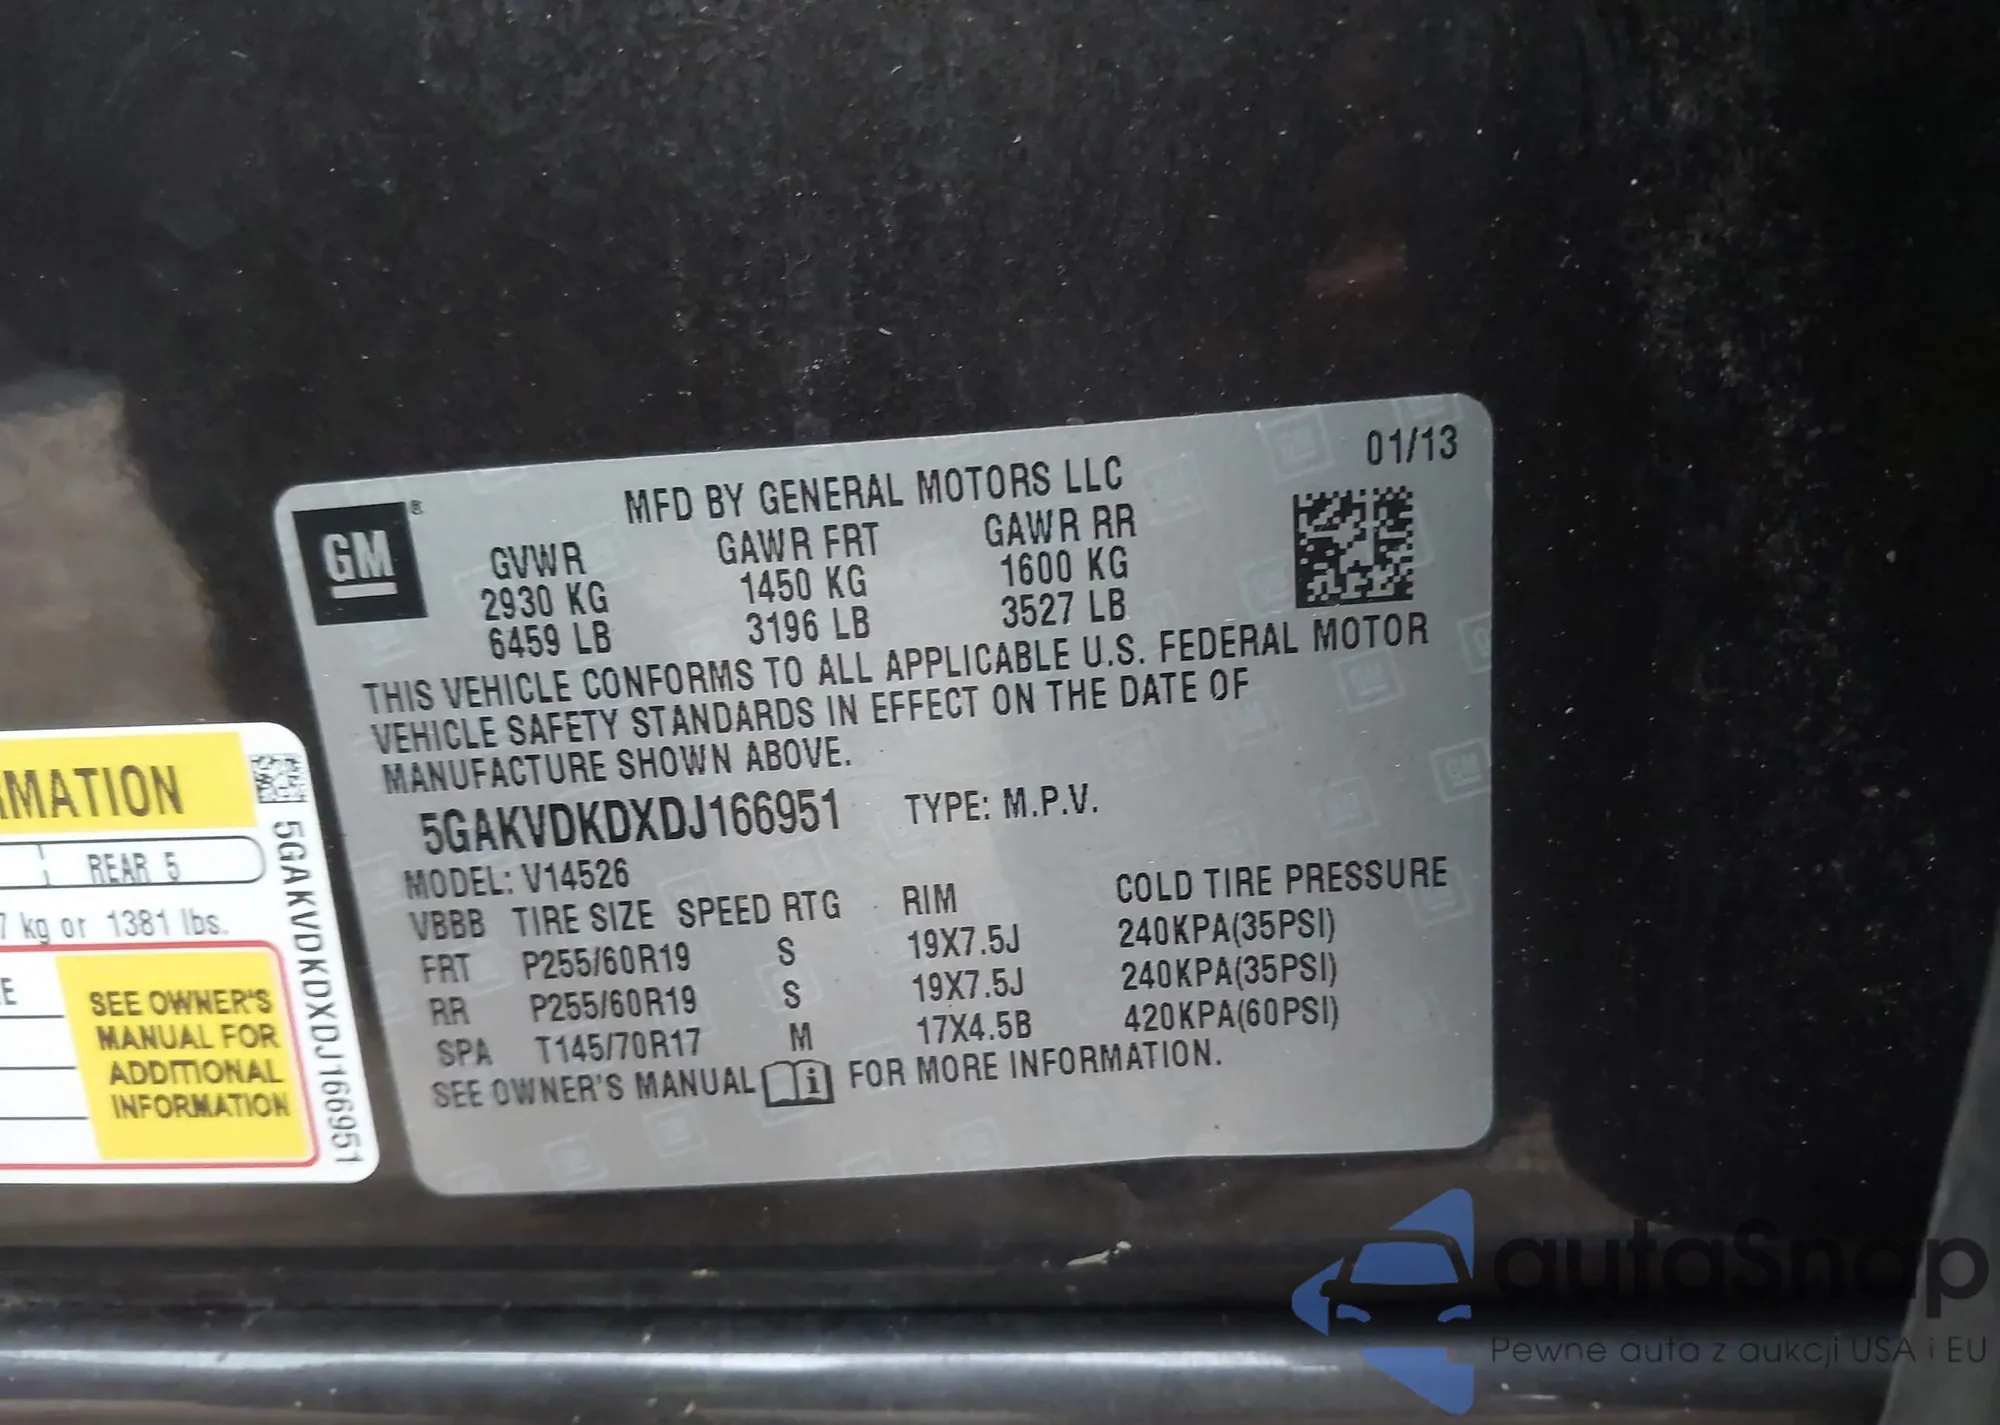 01/13
GM®
MFD BY GENERAL MOTORS LLC
GVWR GAWR FRT GAWR RR
2930 KG 1450 KG 1600 KG
6459 LB 3196 LB 3527 LB
THIS VEHICLE CONFORMS TO ALL APPLICABLE U.S. FEDERAL MOTOR
VEHICLE SAFETY STANDARDS IN EFFECT ON THE DATE OF
MANUFACTURE SHOWN ABOVE.
5GAKVDKDXDJ166951 TYPE: M.P.V.
MODEL: V14526
VBBB TIRE SIZE SPEED RTG RIM COLD TIRE PRESSURE
FRT P255/60R19 S 19X7.5J 240KPA(35PSI)
RR P255/60R19 S 19X7.5J 240KPA(35PSI)
SPA T145/70R17 M 17X4.5B 420KPA(60PSI)
SEE OWNER'S MANUAL i FOR MORE INFORMATION.
RMATION
REAR 5
7 kg or 1381 lbs.
E
SEE OWNER'S
MANUAL FOR
ADDITIONAL
INFORMATION
5GAKVDKDXDJ166951
autaSnap
Pewne auta z aukcji USA i EU